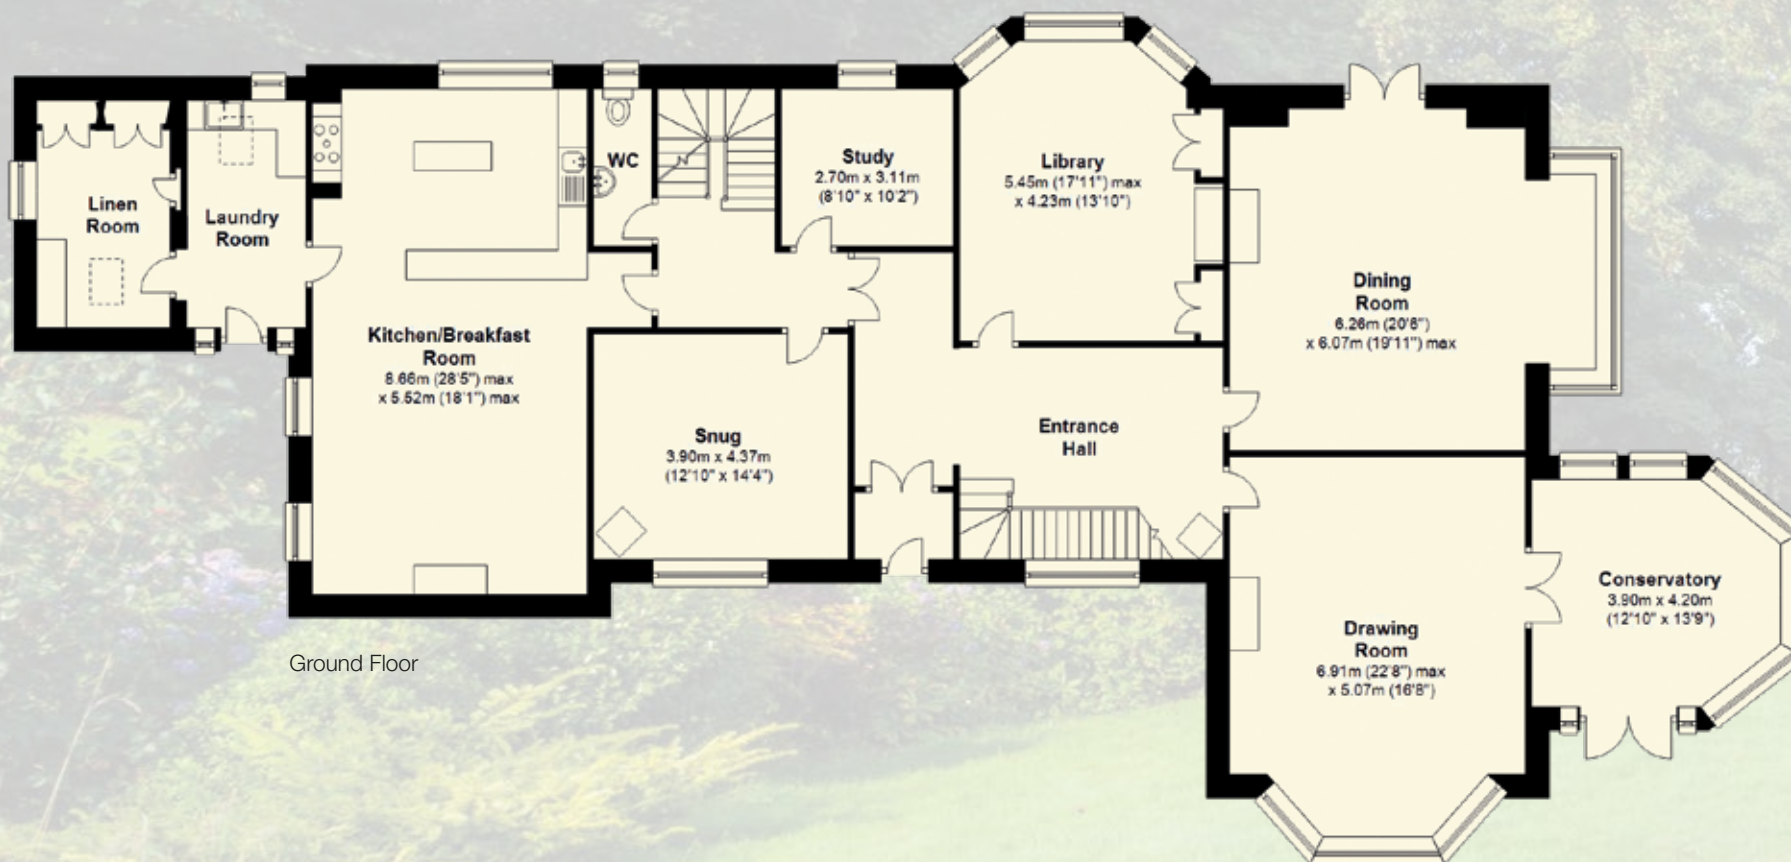 Linen
Room
Laundry
Room
Kitchen/Breakfast
Room
8.66m (28'5") max
x 5.52m (18'1") max
WC
Study
2.70m x 3.11m
(8'10" x 10'2")
Snug
3.90m x 4.37m
(12'10" x 14'4")
Library
5.45m (17'11") max
x 4.23m (13'10")
Entrance
Hall
Dining
Room
6.26m (20'6")
x 6.07m (19'11") max
Drawing
Room
6.91m (22'8") max
x 5.07m (16'8")
Conservatory
3.90m x 4.20m
(12'10" x 13'9")
Ground Floor